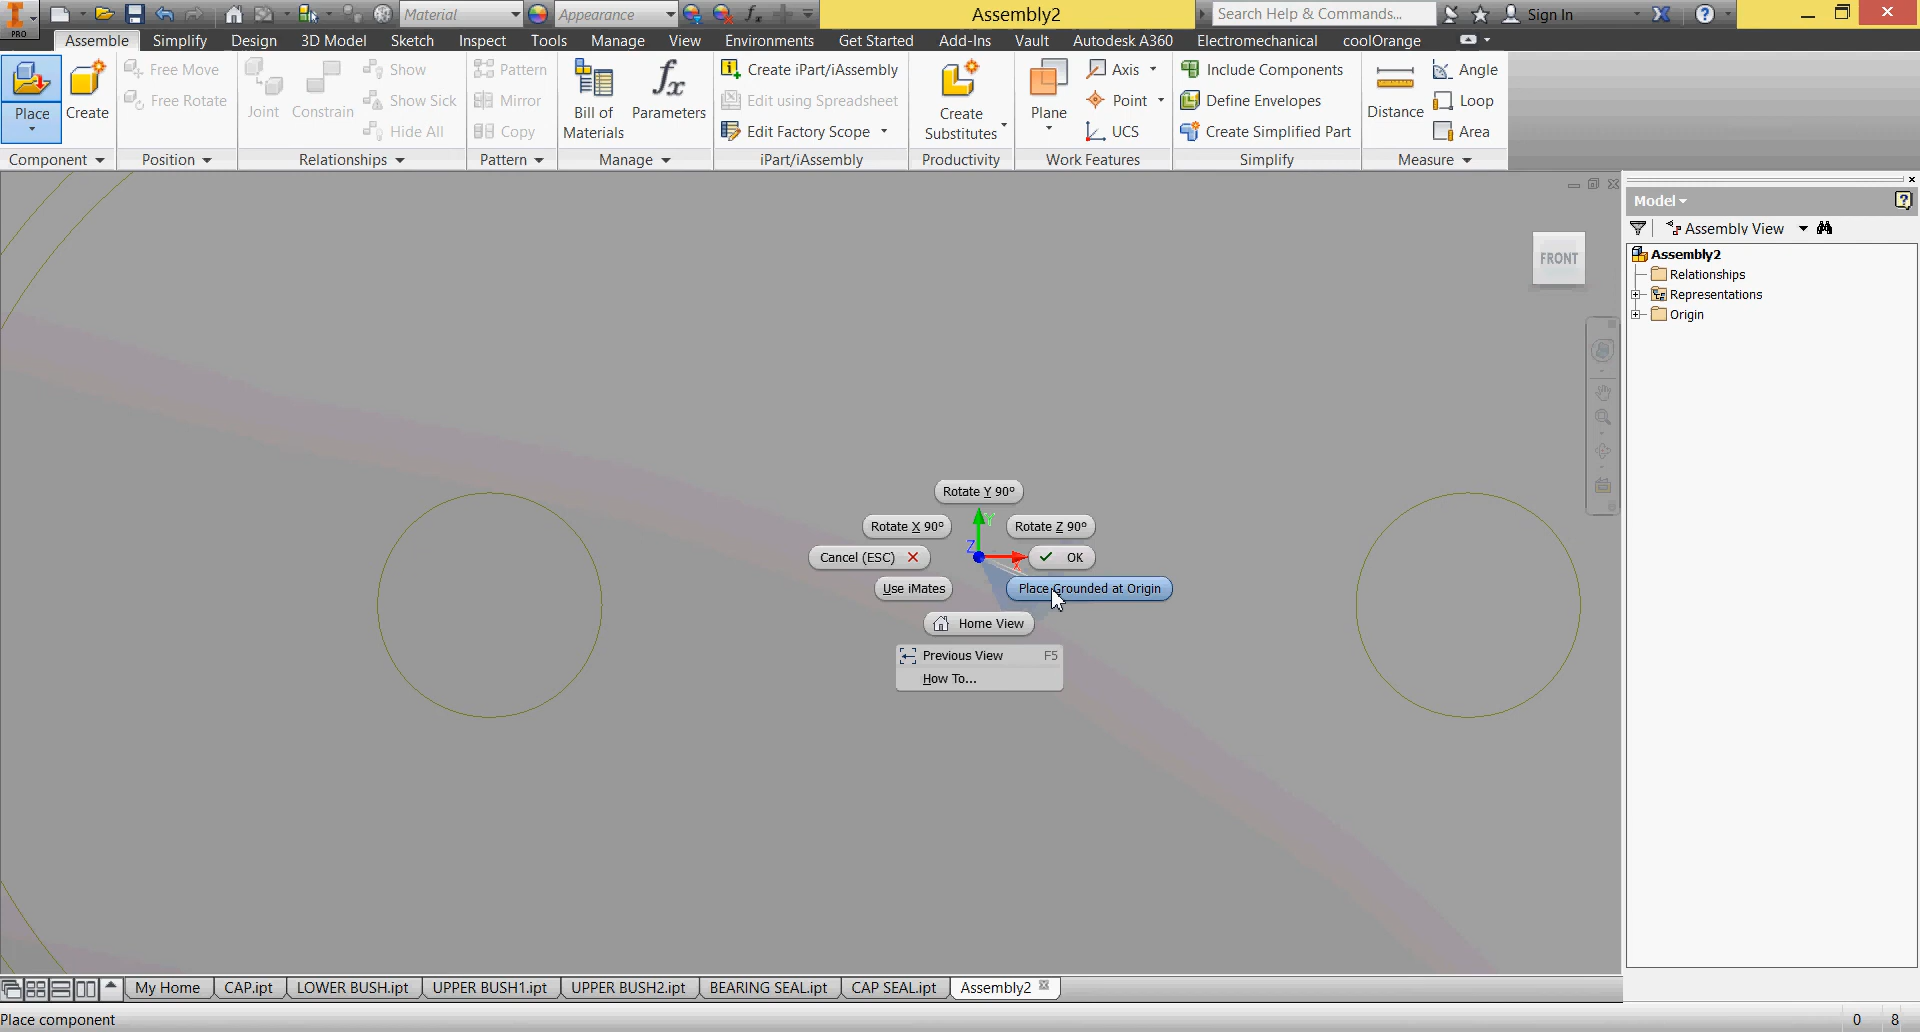 PRO
Material
Appearance
Assembly2
Search Help & Commands...
Sign In
Assemble Simplify Design 3D Model Sketch Inspect Tools Manage View Environments Get Started Add-Ins Vault Autodesk A360 Electromechanical coolOrange
Place
Create
Free Move
Free Rotate
Joint
Constrain
Show
Show Sick
Hide All
Pattern
Mirror
Copy
Bill of
Materials
Parameters
Create iPart/iAssembly
Edit using Spreadsheet
Edit Factory Scope
Create
Substitutes
Plane
Axis
Point
UCS
Include Components
Define Envelopes
Create Simplified Part
Distance
Angle
Loop
Area
Component Position Relationships Pattern Manage iPart/iAssembly Productivity Work Features Simplify Measure
FRONT
Model
Assembly View
Assembly2
Relationships
Representations
Origin
Rotate Y 90º
Rotate X 90º
Rotate Z 90º
Y
Z
X
Cancel (ESC)
OK
Use iMates
Place Grounded at Origin
Home View
Previous View F5
How To...
My Home CAP.ipt LOWER BUSH.ipt UPPER BUSH1.ipt UPPER BUSH2.ipt BEARING SEAL.ipt CAP SEAL.ipt Assembly2
Place component
0 8